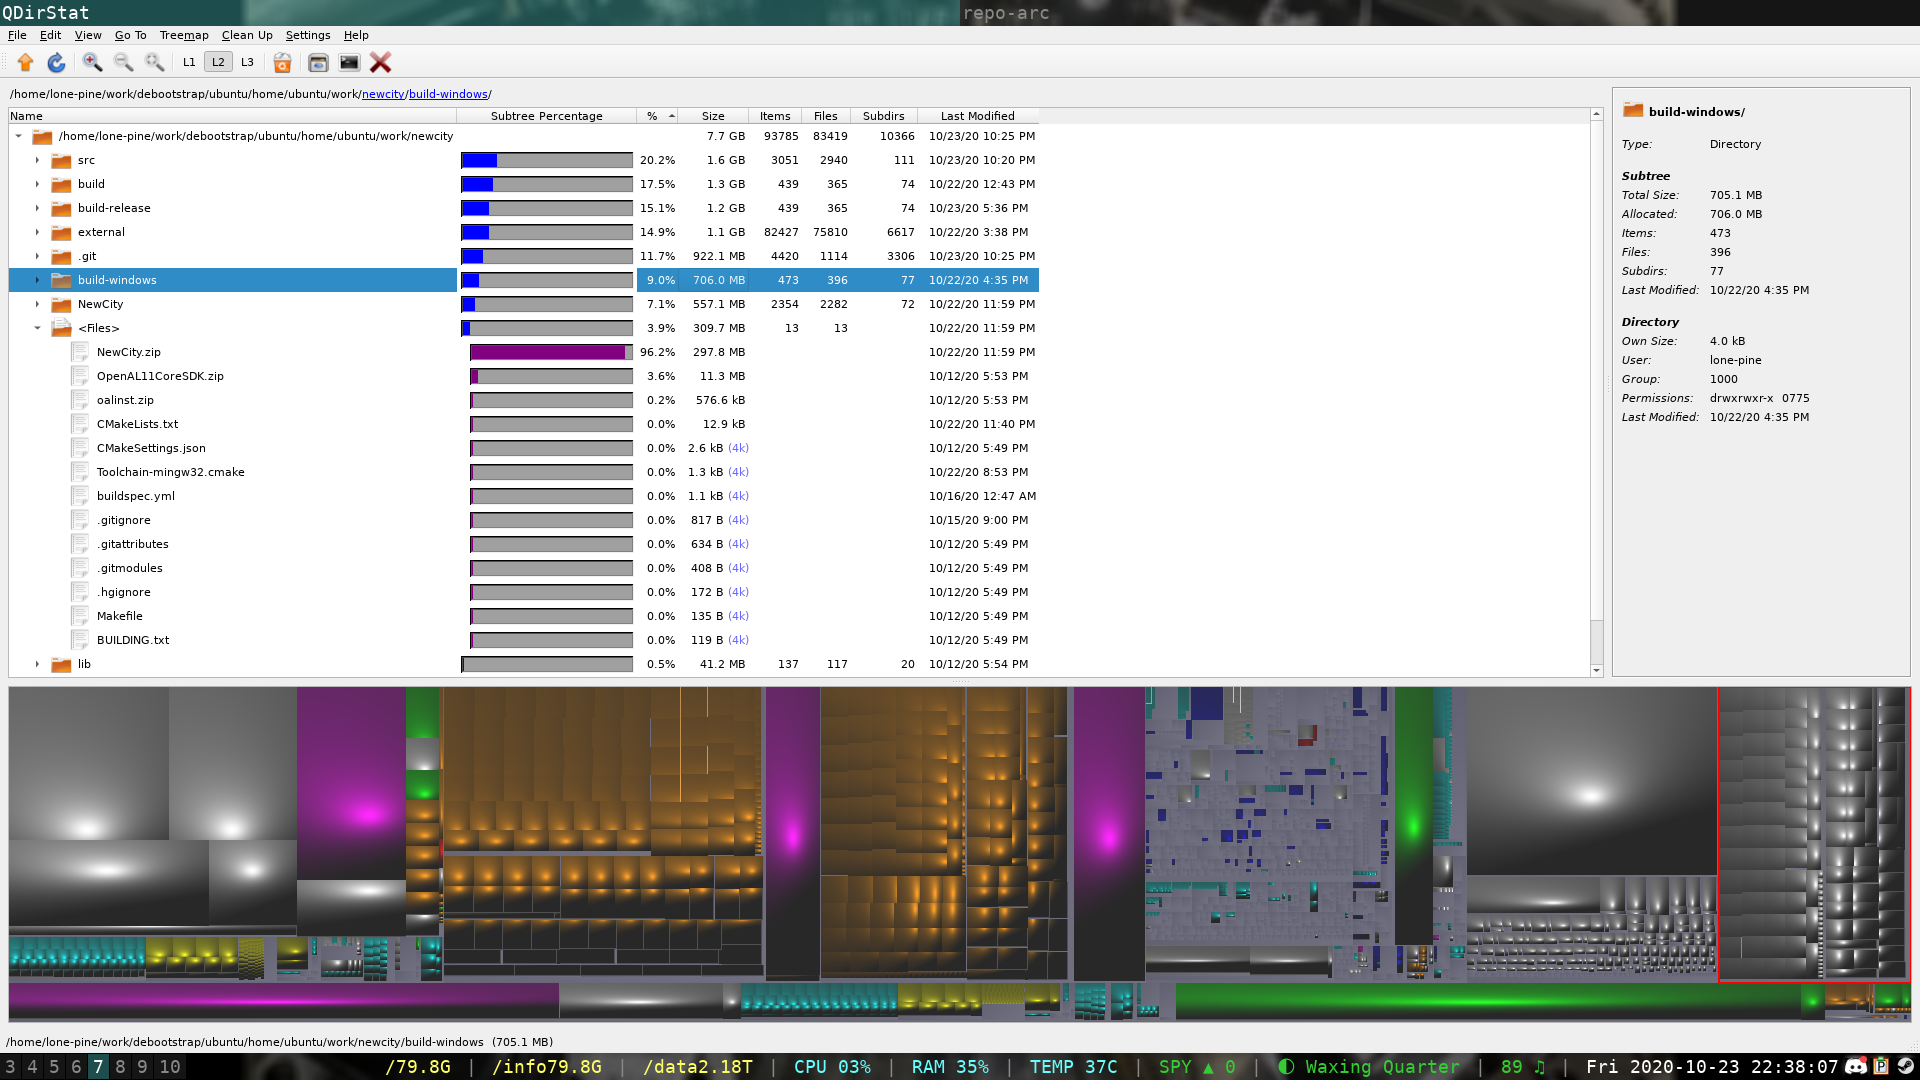 QDirStat repo-arc
File Edit View Go To Treemap Clean Up Settings Help
L1 L2 L3
/home/lone-pine/work/debootstrap/ubuntu/home/ubuntu/work/newcity/build-windows/
Name Subtree Percentage % Size Items Files Subdirs Last Modified
/home/lone-pine/work/debootstrap/ubuntu/home/ubuntu/work/newcity 7.7 GB 93785 83419 10366 10/23/20 10:25 PM
src 20.2% 1.6 GB 3051 2940 111 10/23/20 10:20 PM
build 17.5% 1.3 GB 439 365 74 10/22/20 12:43 PM
build-release 15.1% 1.2 GB 439 365 74 10/23/20 5:36 PM
external 14.9% 1.1 GB 82427 75810 6617 10/22/20 3:38 PM
.git 11.7% 922.1 MB 4420 1114 3306 10/23/20 10:25 PM
build-windows 9.0% 706.0 MB 473 396 77 10/22/20 4:35 PM
NewCity 7.1% 557.1 MB 2354 2282 72 10/22/20 11:59 PM
<Files> 3.9% 309.7 MB 13 13 10/22/20 11:59 PM
NewCity.zip 96.2% 297.8 MB 10/22/20 11:59 PM
OpenAL11CoreSDK.zip 3.6% 11.3 MB 10/12/20 5:53 PM
oalinst.zip 0.2% 576.6 kB 10/12/20 5:53 PM
CMakeLists.txt 0.0% 12.9 kB 10/22/20 11:40 PM
CMakeSettings.json 0.0% 2.6 kB (4k) 10/12/20 5:49 PM
Toolchain-mingw32.cmake 0.0% 1.3 kB (4k) 10/22/20 8:53 PM
buildspec.yml 0.0% 1.1 kB (4k) 10/16/20 12:47 AM
.gitignore 0.0% 817 B (4k) 10/15/20 9:00 PM
.gitattributes 0.0% 634 B (4k) 10/12/20 5:49 PM
.gitmodules 0.0% 408 B (4k) 10/12/20 5:49 PM
.hgignore 0.0% 172 B (4k) 10/12/20 5:49 PM
Makefile 0.0% 135 B (4k) 10/12/20 5:49 PM
BUILDING.txt 0.0% 119 B (4k) 10/12/20 5:49 PM
lib 0.5% 41.2 MB 137 117 20 10/12/20 5:54 PM
build-windows/
Type: Directory
Subtree
Total Size: 705.1 MB
Allocated: 706.0 MB
Items: 473
Files: 396
Subdirs: 77
Last Modified: 10/22/20 4:35 PM
Directory
Own Size: 4.0 kB
User: lone-pine
Group: 1000
Permissions: drwxrwxr-x 0775
Last Modified: 10/22/20 4:35 PM
/home/lone-pine/work/debootstrap/ubuntu/home/ubuntu/work/newcity/build-windows (705.1 MB)
3 4 5 6 7 8 9 10 /79.8G | /info79.8G | /data2.18T | CPU 03% | RAM 35% | TEMP 37C | SPY ▲ 0 | Waxing Quarter | 89 ♫ | Fri 2020-10-23 22:38:07